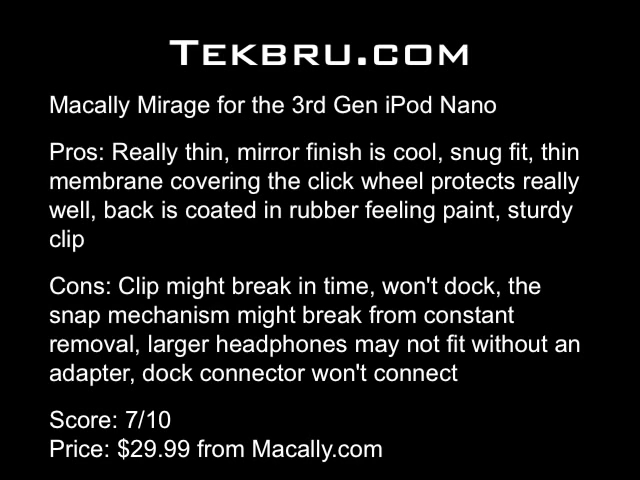 TEKBRU.COM
Macally Mirage for the 3rd Gen iPod Nano
Pros: Really thin, mirror finish is cool, snug fit, thin
membrane covering the click wheel protects really
well, back is coated in rubber feeling paint, sturdy
clip
Cons: Clip might break in time, won't dock, the
snap mechanism might break from constant
removal, larger headphones may not fit without an
adapter, dock connector won't connect
Score: 7/10
Price: $29.99 from Macally.com